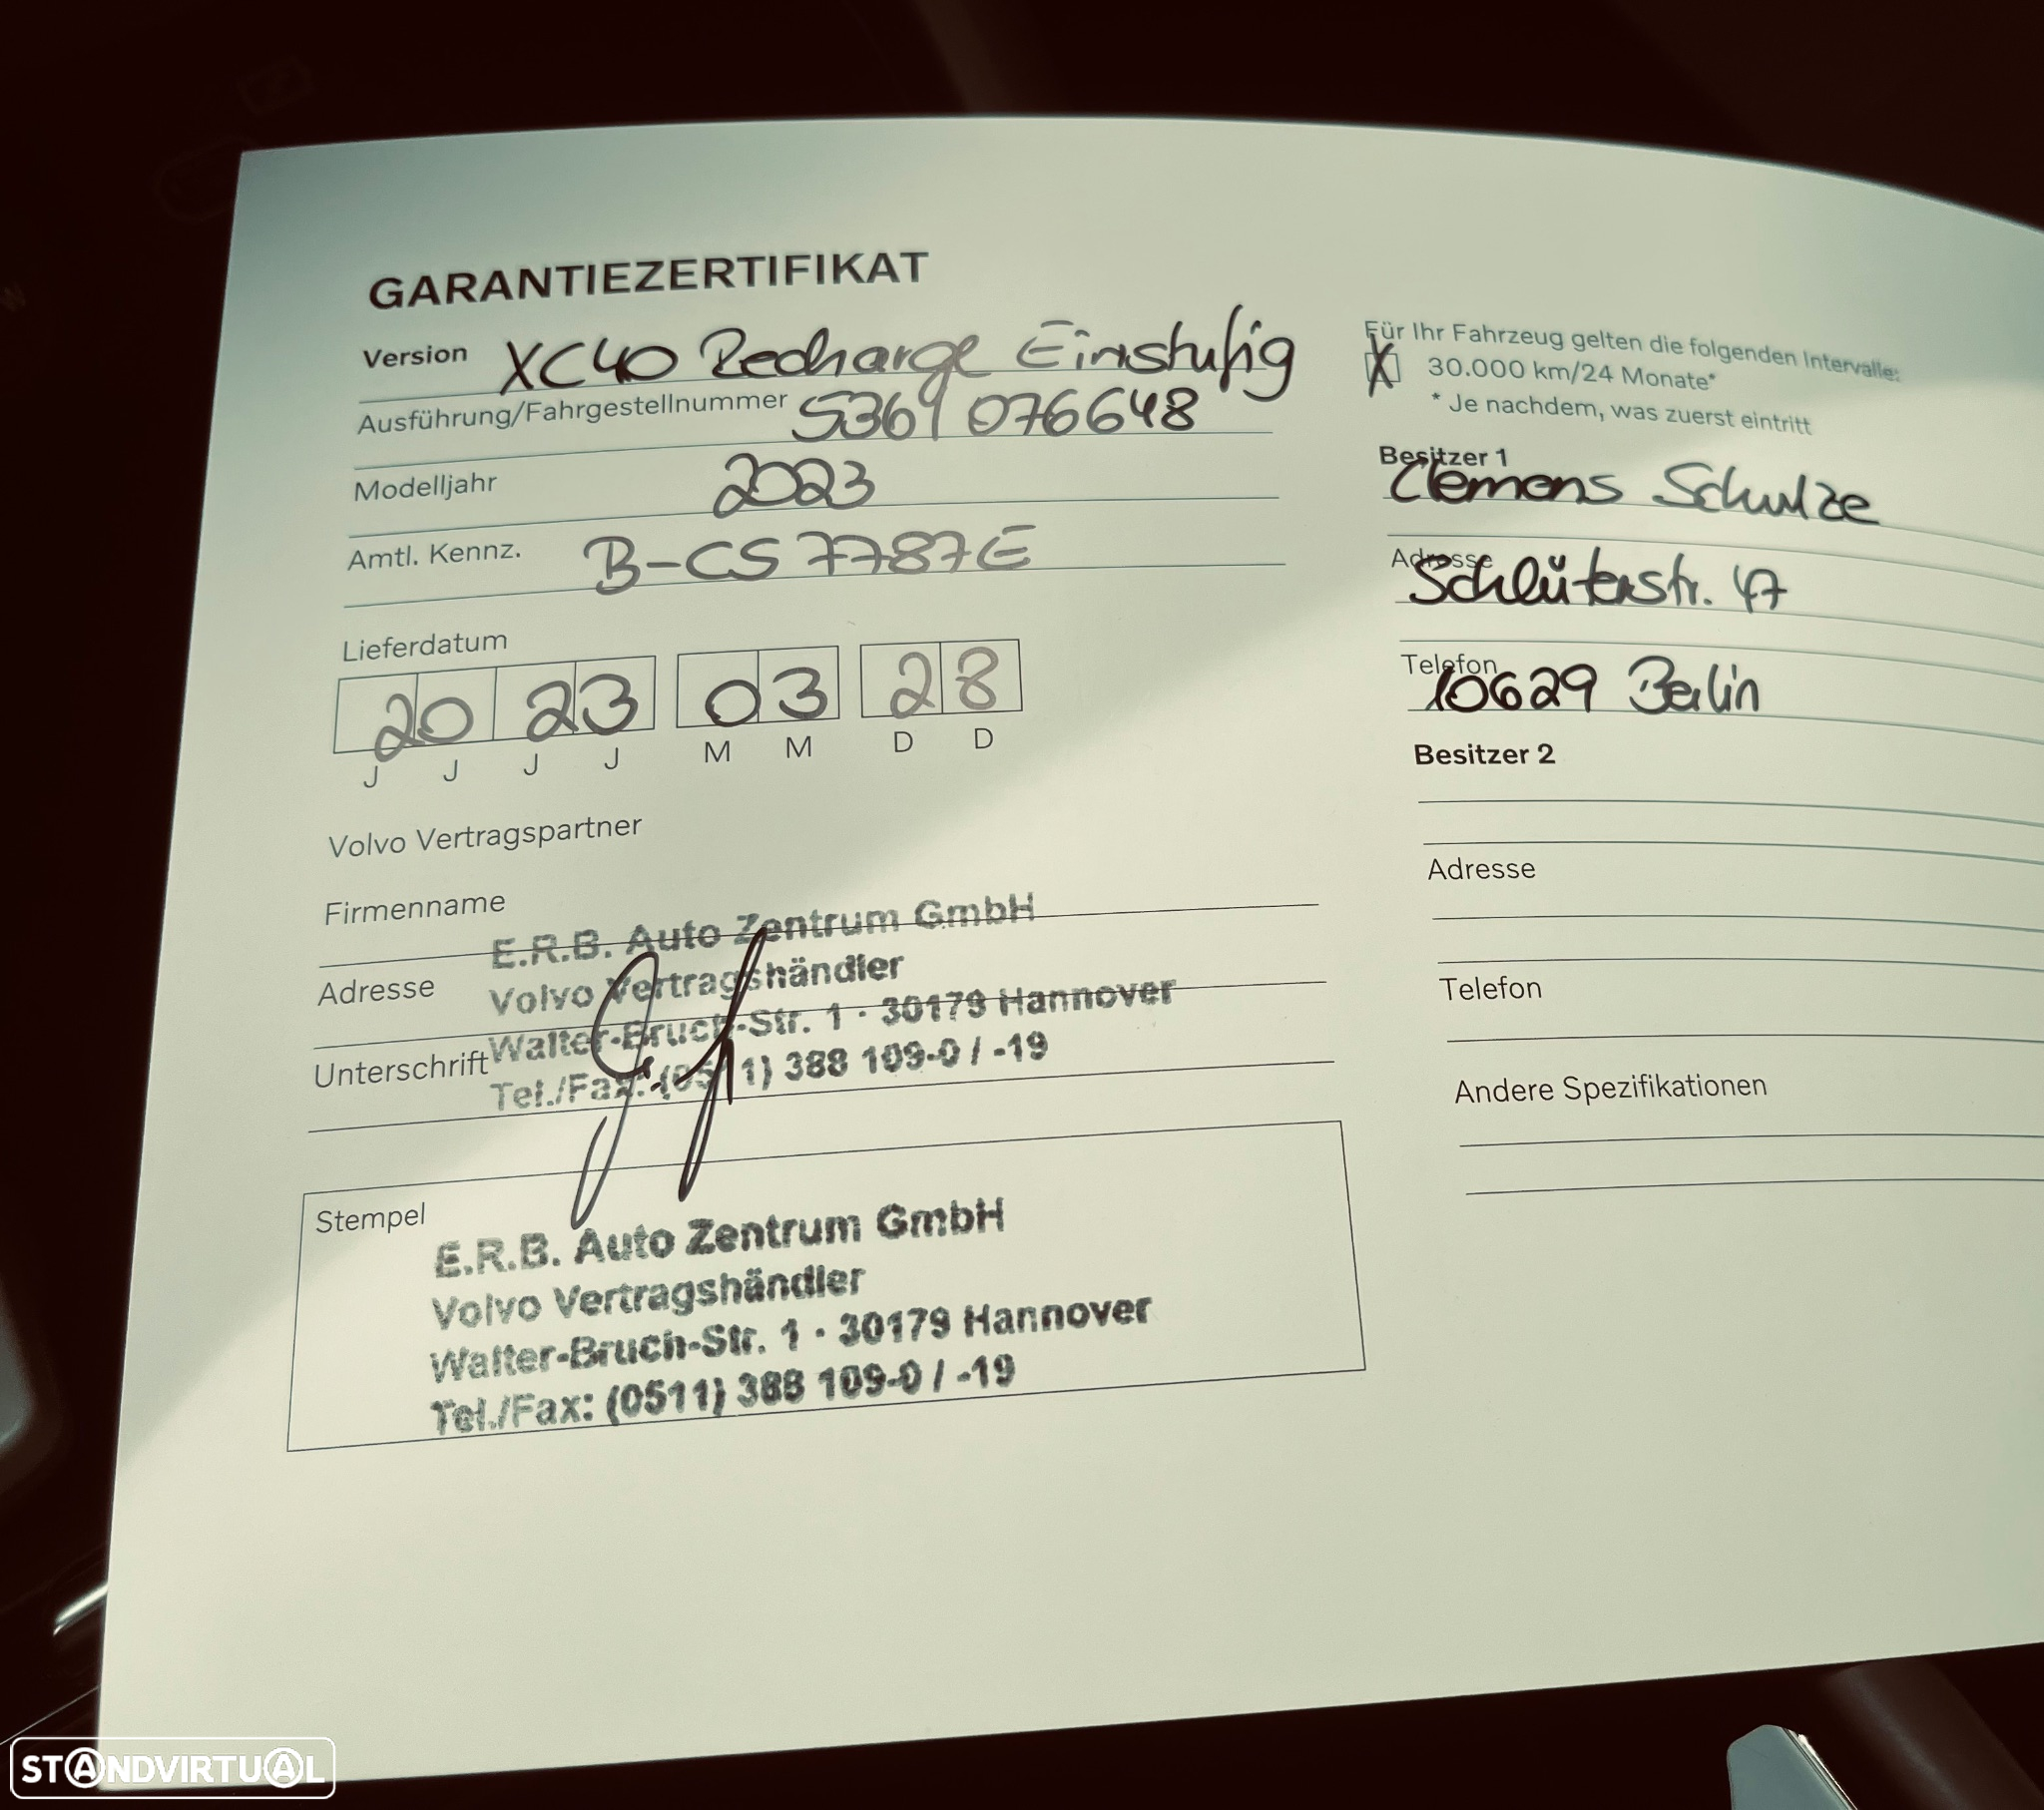 GARANTIEZERTIFIKAT
Version XC40 Recharge Einstufig
Ausführung/Fahrgestellnummer 5369 076648
Modelljahr 2023
Amtl. Kennz. B-CS 7787E
Lieferdatum
20 23 03 28
J J J J M M D D
Volvo Vertragspartner
Firmenname
E.R.B. Auto Zentrum GmbH
Adresse
Volvo Vertragshändler
Walter-Bruch-Str. 1 · 30179 Hannover
Unterschrift
Tel./Fax: (0511) 388 109-0 / -19
Stempel
E.R.B. Auto Zentrum GmbH
Volvo Vertragshändler
Walter-Bruch-Str. 1 · 30179 Hannover
Tel./Fax: (0511) 388 109-0 / -19
Für Ihr Fahrzeug gelten die folgenden Intervalle:
X 30.000 km/24 Monate*
* Je nachdem, was zuerst eintritt
Besitzer 1
Clemens Schulze
Adresse
Schlüterstr. 47
Telefon
10629 Berlin
Besitzer 2
Adresse
Telefon
Andere Spezifikationen
STANDVIRTUAL